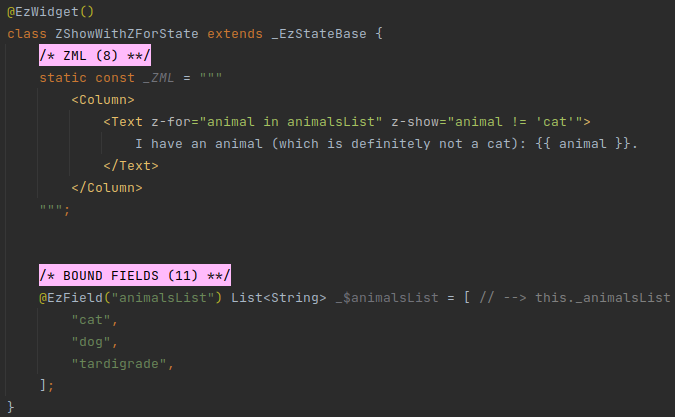 @EzWidget()
class ZShowWithZForState extends _EzStateBase {
/* ZML (8) **/
static const _ZML = """
<Column>
<Text z-for="animal in animalsList" z-show="animal != 'cat'">
I have an animal (which is definitely not a cat): {{ animal }}.
</Text>
</Column>
""";
/* BOUND FIELDS (11) **/
@EzField("animalsList") List<String> _$animalsList = [ // --> this._animalsList
"cat",
"dog",
"tardigrade",
];
}